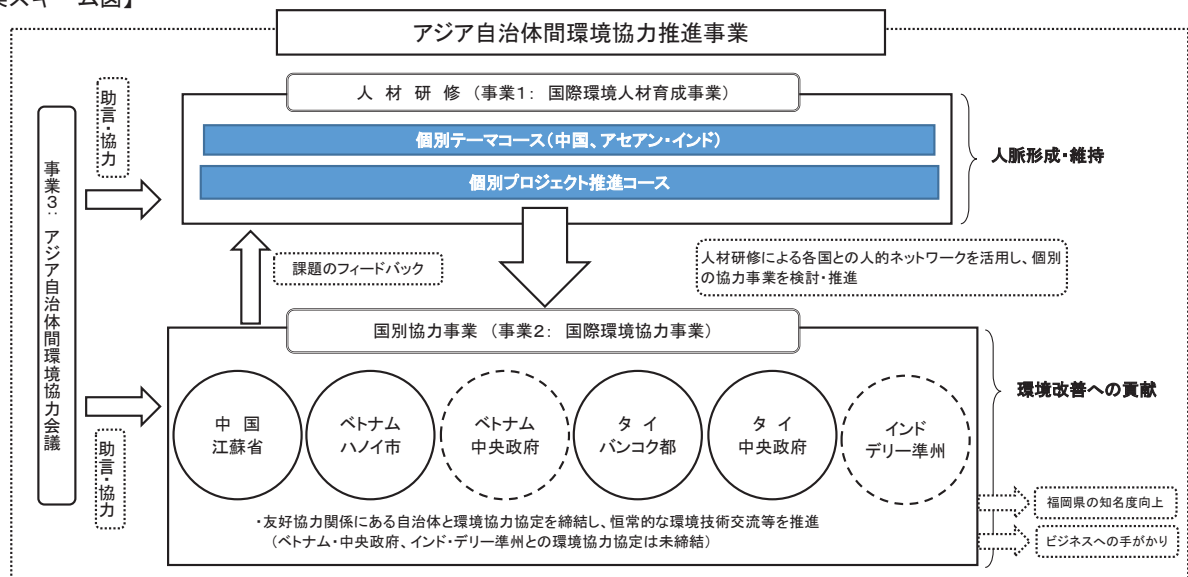 アジア自治体間環境協力推進事業
助言・協力
人 材 研 修 (事業1: 国際環境人材育成事業)
個別テマコース(中国、アセアン・インド)
個別プロジェクト推進コース
人脈形成・維持
事業3: アジア自治体間環境協力会議
課題のフィードバック
人材研修による各国との人的ネットワークを活用し、個別
の協力事業を検討・推進
国別協力事業 (事業2: 国際環境協力事業)
中 国
江蘇省
ベトナム
ハノイ市
ベトナム
中央政府
タ イ
バンコク都
タ イ
中央政府
インド
デリー準州
環境改善への貢献
助言・協力
・友好協力関係にある自治体と環境協力協定を締結し、恒常的な環境技術交流等を推進
(ベトナム・中央政府、インド・デリー準州との環境協力協定は未締結)
福岡県の知名度向上
ビジネスへの手がかり